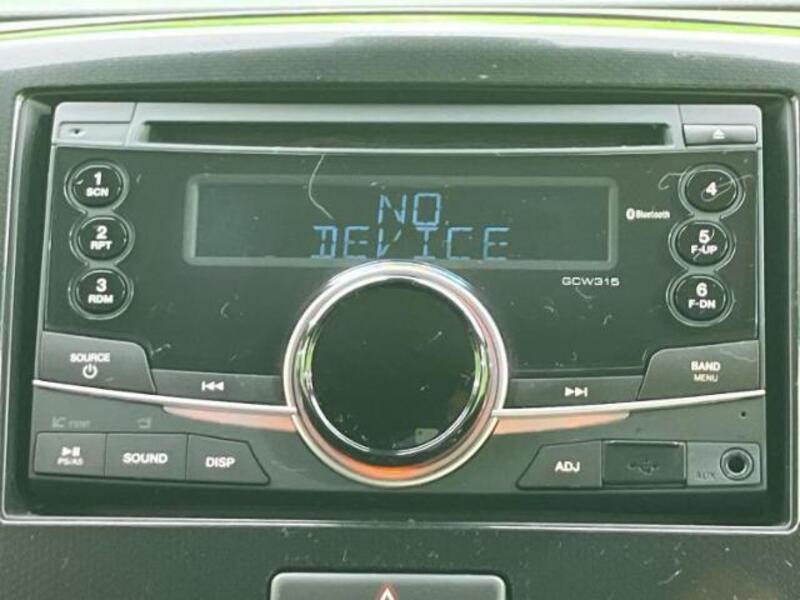 1
SCN
2
RPT
3
RDM
NO
DEVICE
Bluetooth
GCW315
4
5
F-UP
6
F-DN
SOURCE
BAND
MENU
PS/AS
SOUND
DISP
ADJ
AUX